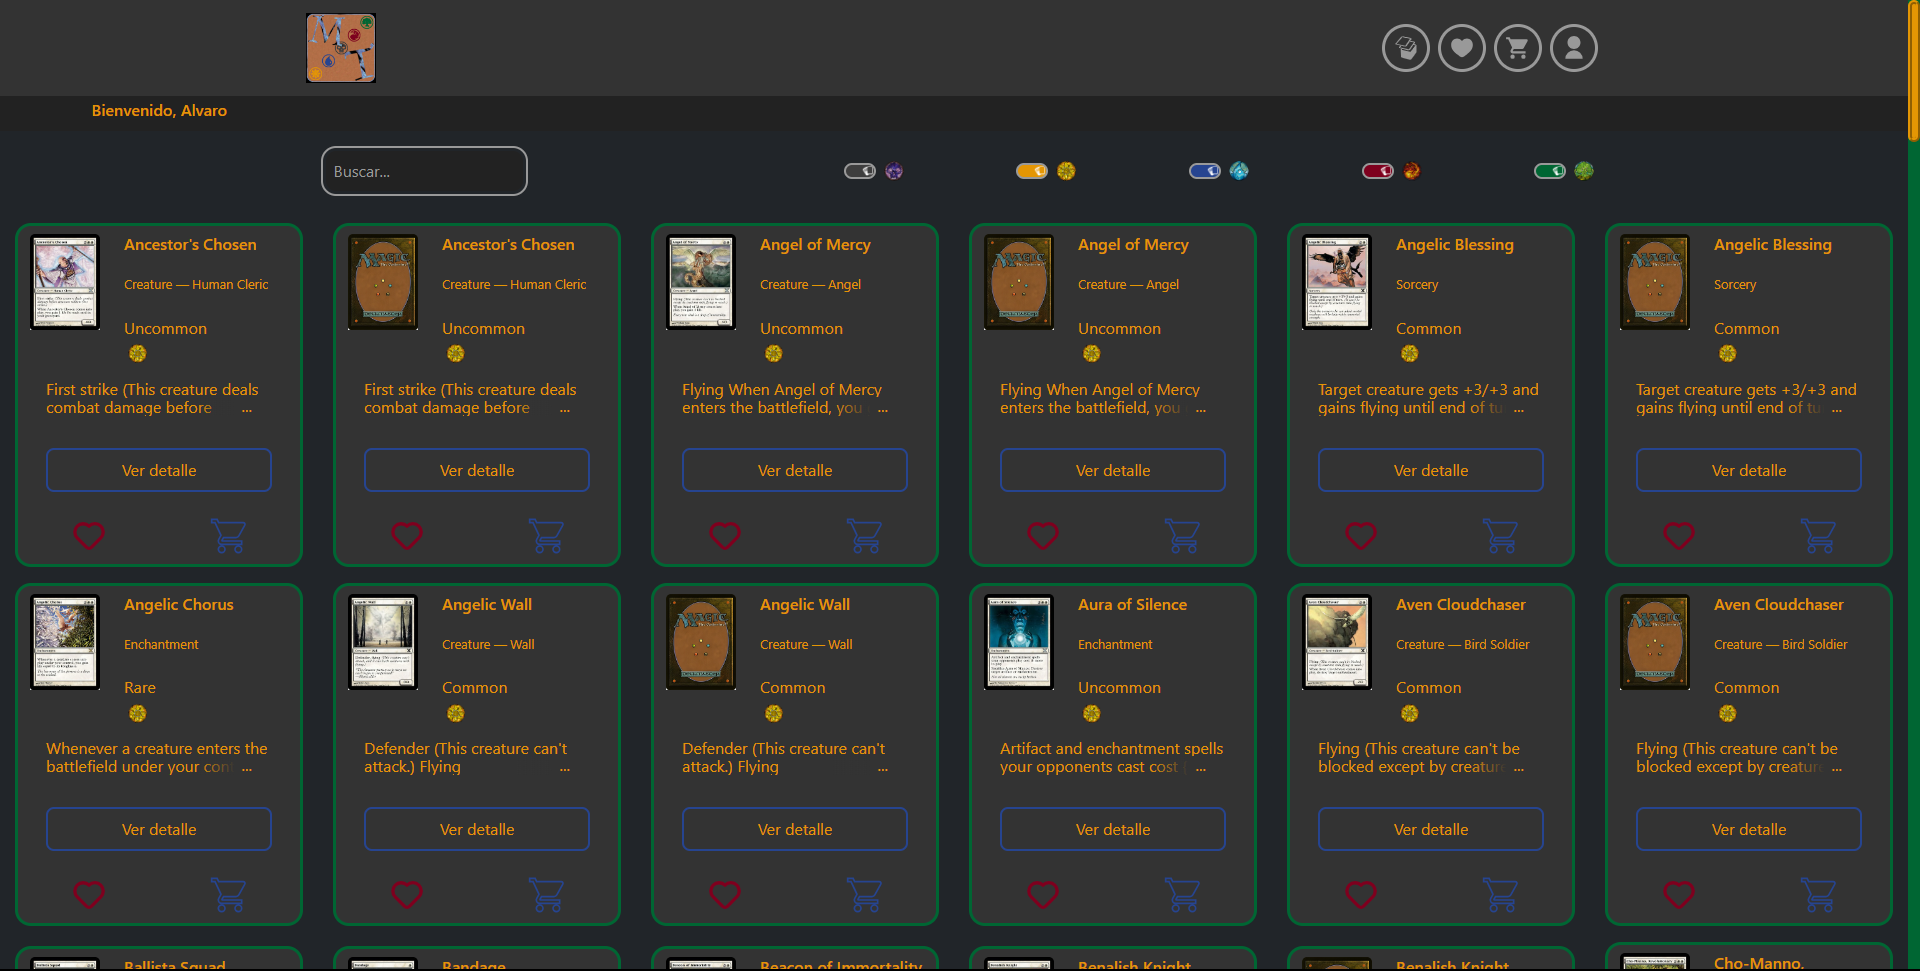 Bienvenido, Alvaro
Buscar...
Ancestor's Chosen
Creature — Human Cleric
Uncommon
First strike (This creature deals
combat damage before ...
Ver detalle
Ancestor's Chosen
Creature — Human Cleric
Uncommon
First strike (This creature deals
combat damage before ...
Ver detalle
Angel of Mercy
Creature — Angel
Uncommon
Flying When Angel of Mercy
enters the battlefield, you ...
Ver detalle
Angel of Mercy
Creature — Angel
Uncommon
Flying When Angel of Mercy
enters the battlefield, you ...
Ver detalle
Angelic Blessing
Sorcery
Common
Target creature gets +3/+3 and
gains flying until end of tu ...
Ver detalle
Angelic Blessing
Sorcery
Common
Target creature gets +3/+3 and
gains flying until end of tu ...
Ver detalle
Angelic Chorus
Enchantment
Rare
Whenever a creature enters the
battlefield under your con ...
Ver detalle
Angelic Wall
Creature — Wall
Common
Defender (This creature can't
attack.) Flying ...
Ver detalle
Angelic Wall
Creature — Wall
Common
Defender (This creature can't
attack.) Flying ...
Ver detalle
Aura of Silence
Enchantment
Uncommon
Artifact and enchantment spells
your opponents cast cost ...
Ver detalle
Aven Cloudchaser
Creature — Bird Soldier
Common
Flying (This creature can't be
blocked except by creatur ...
Ver detalle
Aven Cloudchaser
Creature — Bird Soldier
Common
Flying (This creature can't be
blocked except by creatun ...
Ver detalle
Ballista Squad
Bandage
Beacon of Immortality
Benalish Knight
Benalish Knight
Cho-Manno,